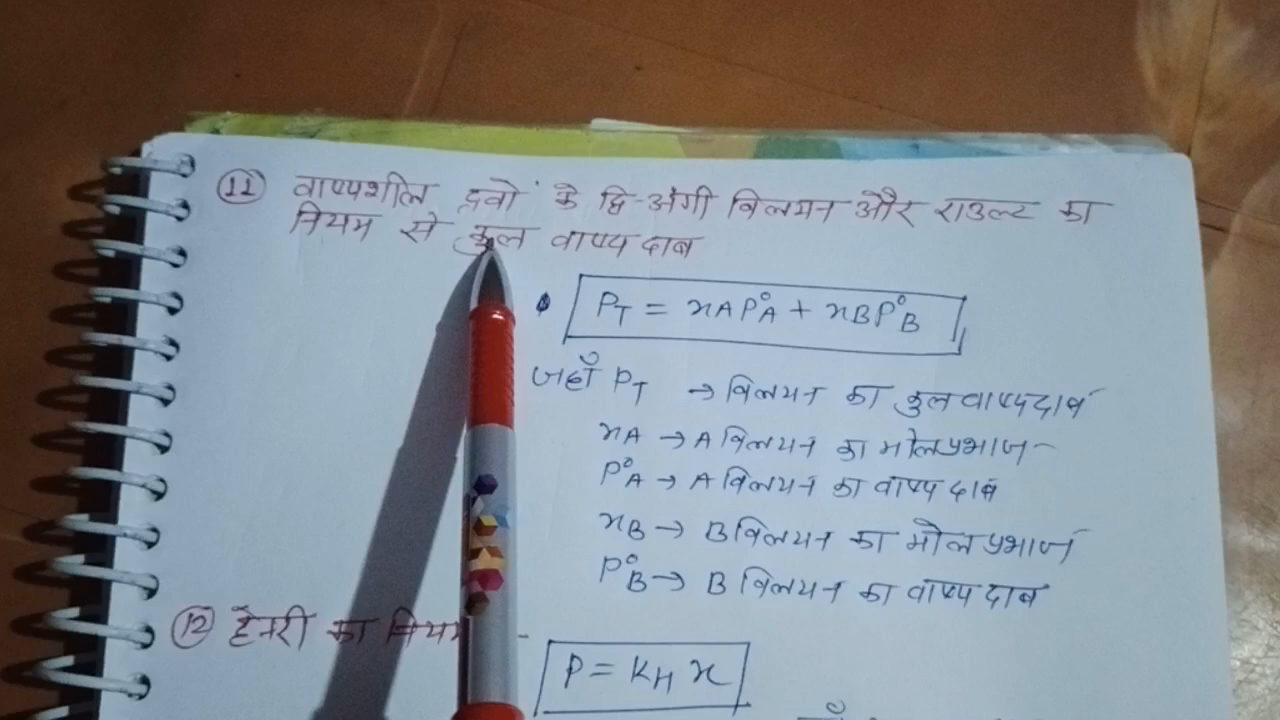 11 वाष्पशील द्रवों के द्वि-अंगी विलयन और राउल्ट का
नियम से कुल वाष्प दाब
PT = xAP°A + xBP°B
जहाँ PT → विलयन का कुल वाष्पदाब
xA → A विलयन का मोलप्रभाज
P°A → A विलयन का वाष्प दाब
xB → B विलयन का मोल प्रभाज
P°B → B विलयन का वाष्प दाब
12 हेनरी का नियम -
P = KH x